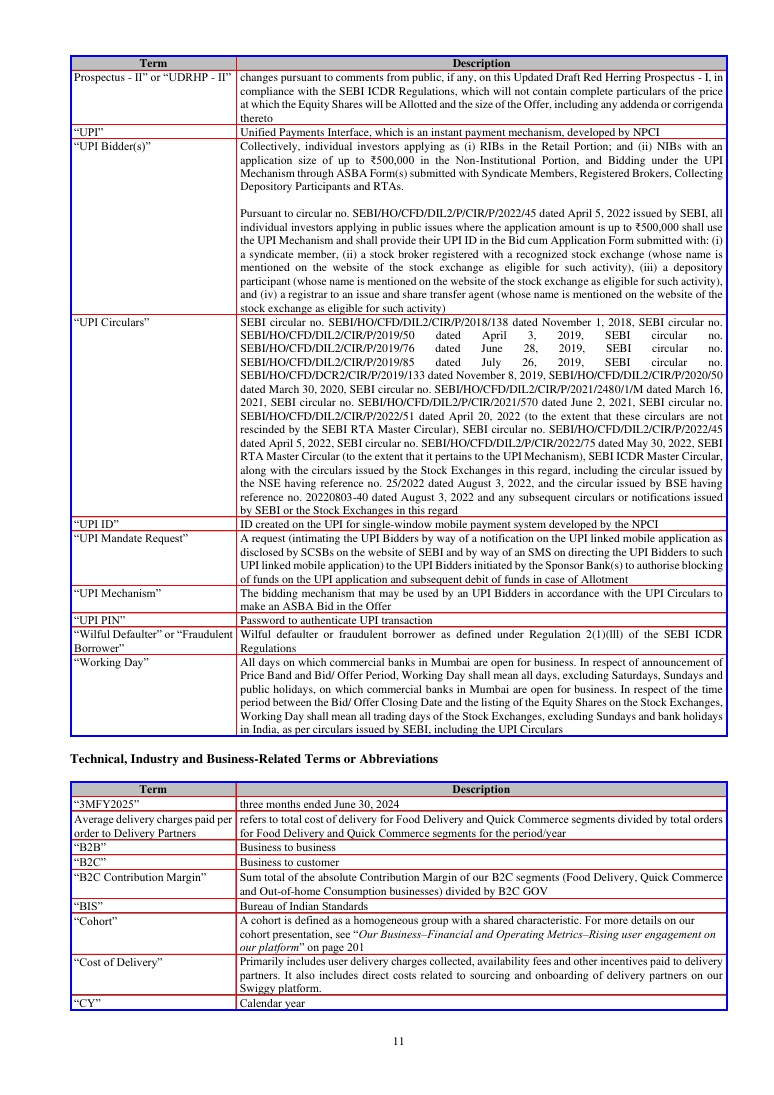 Term Description
Prospectus - II” or “UDRHP - II” changes pursuant to comments from public, if any, on this Updated Draft Red Herring Prospectus - I, in
compliance with the SEBI ICDR Regulations, which will not contain complete particulars of the price
at which the Equity Shares will be Allotted and the size of the Offer, including any addenda or corrigenda
thereto
“UPI” Unified Payments Interface, which is an instant payment mechanism, developed by NPCI
“UPI Bidder(s)” Collectively, individual investors applying as (i) RIBs in the Retail Portion; and (ii) NIBs with an
application size of up to ₹500,000 in the Non-Institutional Portion, and Bidding under the UPI
Mechanism through ASBA Form(s) submitted with Syndicate Members, Registered Brokers, Collecting
Depository Participants and RTAs.
Pursuant to circular no. SEBI/HO/CFD/DIL2/P/CIR/P/2022/45 dated April 5, 2022 issued by SEBI, all
individual investors applying in public issues where the application amount is up to ₹500,000 shall use
the UPI Mechanism and shall provide their UPI ID in the Bid cum Application Form submitted with: (i)
a syndicate member, (ii) a stock broker registered with a recognized stock exchange (whose name is
mentioned on the website of the stock exchange as eligible for such activity), (iii) a depository
participant (whose name is mentioned on the website of the stock exchange as eligible for such activity),
and (iv) a registrar to an issue and share transfer agent (whose name is mentioned on the website of the
stock exchange as eligible for such activity)
“UPI Circulars” SEBI circular no. SEBI/HO/CFD/DIL2/CIR/P/2018/138 dated November 1, 2018, SEBI circular no.
SEBI/HO/CFD/DIL2/CIR/P/2019/50 dated April 3, 2019, SEBI circular no.
SEBI/HO/CFD/DIL2/CIR/P/2019/76 dated June 28, 2019, SEBI circular no.
SEBI/HO/CFD/DIL2/CIR/P/2019/85 dated July 26, 2019, SEBI circular no.
SEBI/HO/CFD/DCR2/CIR/P/2019/133 dated November 8, 2019, SEBI/HO/CFD/DIL2/CIR/P/2020/50
dated March 30, 2020, SEBI circular no. SEBI/HO/CFD/DIL2/CIR/P/2021/2480/1/M dated March 16,
2021, SEBI circular no. SEBI/HO/CFD/DIL2/P/CIR/2021/570 dated June 2, 2021, SEBI circular no.
SEBI/HO/CFD/DIL2/CIR/P/2022/51 dated April 20, 2022 (to the extent that these circulars are not
rescinded by the SEBI RTA Master Circular), SEBI circular no. SEBI/HO/CFD/DIL2/CIR/P/2022/45
dated April 5, 2022, SEBI circular no. SEBI/HO/CFD/DIL2/P/CIR/2022/75 dated May 30, 2022, SEBI
RTA Master Circular (to the extent that it pertains to the UPI Mechanism), SEBI ICDR Master Circular,
along with the circulars issued by the Stock Exchanges in this regard, including the circular issued by
the NSE having reference no. 25/2022 dated August 3, 2022, and the circular issued by BSE having
reference no. 20220803-40 dated August 3, 2022 and any subsequent circulars or notifications issued
by SEBI or the Stock Exchanges in this regard
“UPI ID” ID created on the UPI for single-window mobile payment system developed by the NPCI
“UPI Mandate Request” A request (intimating the UPI Bidders by way of a notification on the UPI linked mobile application as
disclosed by SCSBs on the website of SEBI and by way of an SMS on directing the UPI Bidders to such
UPI linked mobile application) to the UPI Bidders initiated by the Sponsor Bank(s) to authorise blocking
of funds on the UPI application and subsequent debit of funds in case of Allotment
“UPI Mechanism” The bidding mechanism that may be used by an UPI Bidders in accordance with the UPI Circulars to
make an ASBA Bid in the Offer
“UPI PIN” Password to authenticate UPI transaction
“Wilful Defaulter” or “Fraudulent Wilful defaulter or fraudulent borrower as defined under Regulation 2(1)(lll) of the SEBI ICDR
Borrower” Regulations
“Working Day” All days on which commercial banks in Mumbai are open for business. In respect of announcement of
Price Band and Bid/ Offer Period, Working Day shall mean all days, excluding Saturdays, Sundays and
public holidays, on which commercial banks in Mumbai are open for business. In respect of the time
period between the Bid/ Offer Closing Date and the listing of the Equity Shares on the Stock Exchanges,
Working Day shall mean all trading days of the Stock Exchanges, excluding Sundays and bank holidays
in India, as per circulars issued by SEBI, including the UPI Circulars
Technical, Industry and Business-Related Terms or Abbreviations
Term Description
“3MFY2025” three months ended June 30, 2024
Average delivery charges paid per refers to total cost of delivery for Food Delivery and Quick Commerce segments divided by total orders
order to Delivery Partners for Food Delivery and Quick Commerce segments for the period/year
“B2B” Business to business
“B2C” Business to customer
“B2C Contribution Margin” Sum total of the absolute Contribution Margin of our B2C segments (Food Delivery, Quick Commerce
and Out-of-home Consumption businesses) divided by B2C GOV
“BIS” Bureau of Indian Standards
“Cohort” A cohort is defined as a homogeneous group with a shared characteristic. For more details on our
cohort presentation, see “Our Business–Financial and Operating Metrics–Rising user engagement on
our platform” on page 201
“Cost of Delivery” Primarily includes user delivery charges collected, availability fees and other incentives paid to delivery
partners. It also includes direct costs related to sourcing and onboarding of delivery partners on our
Swiggy platform.
“CY” Calendar year
11